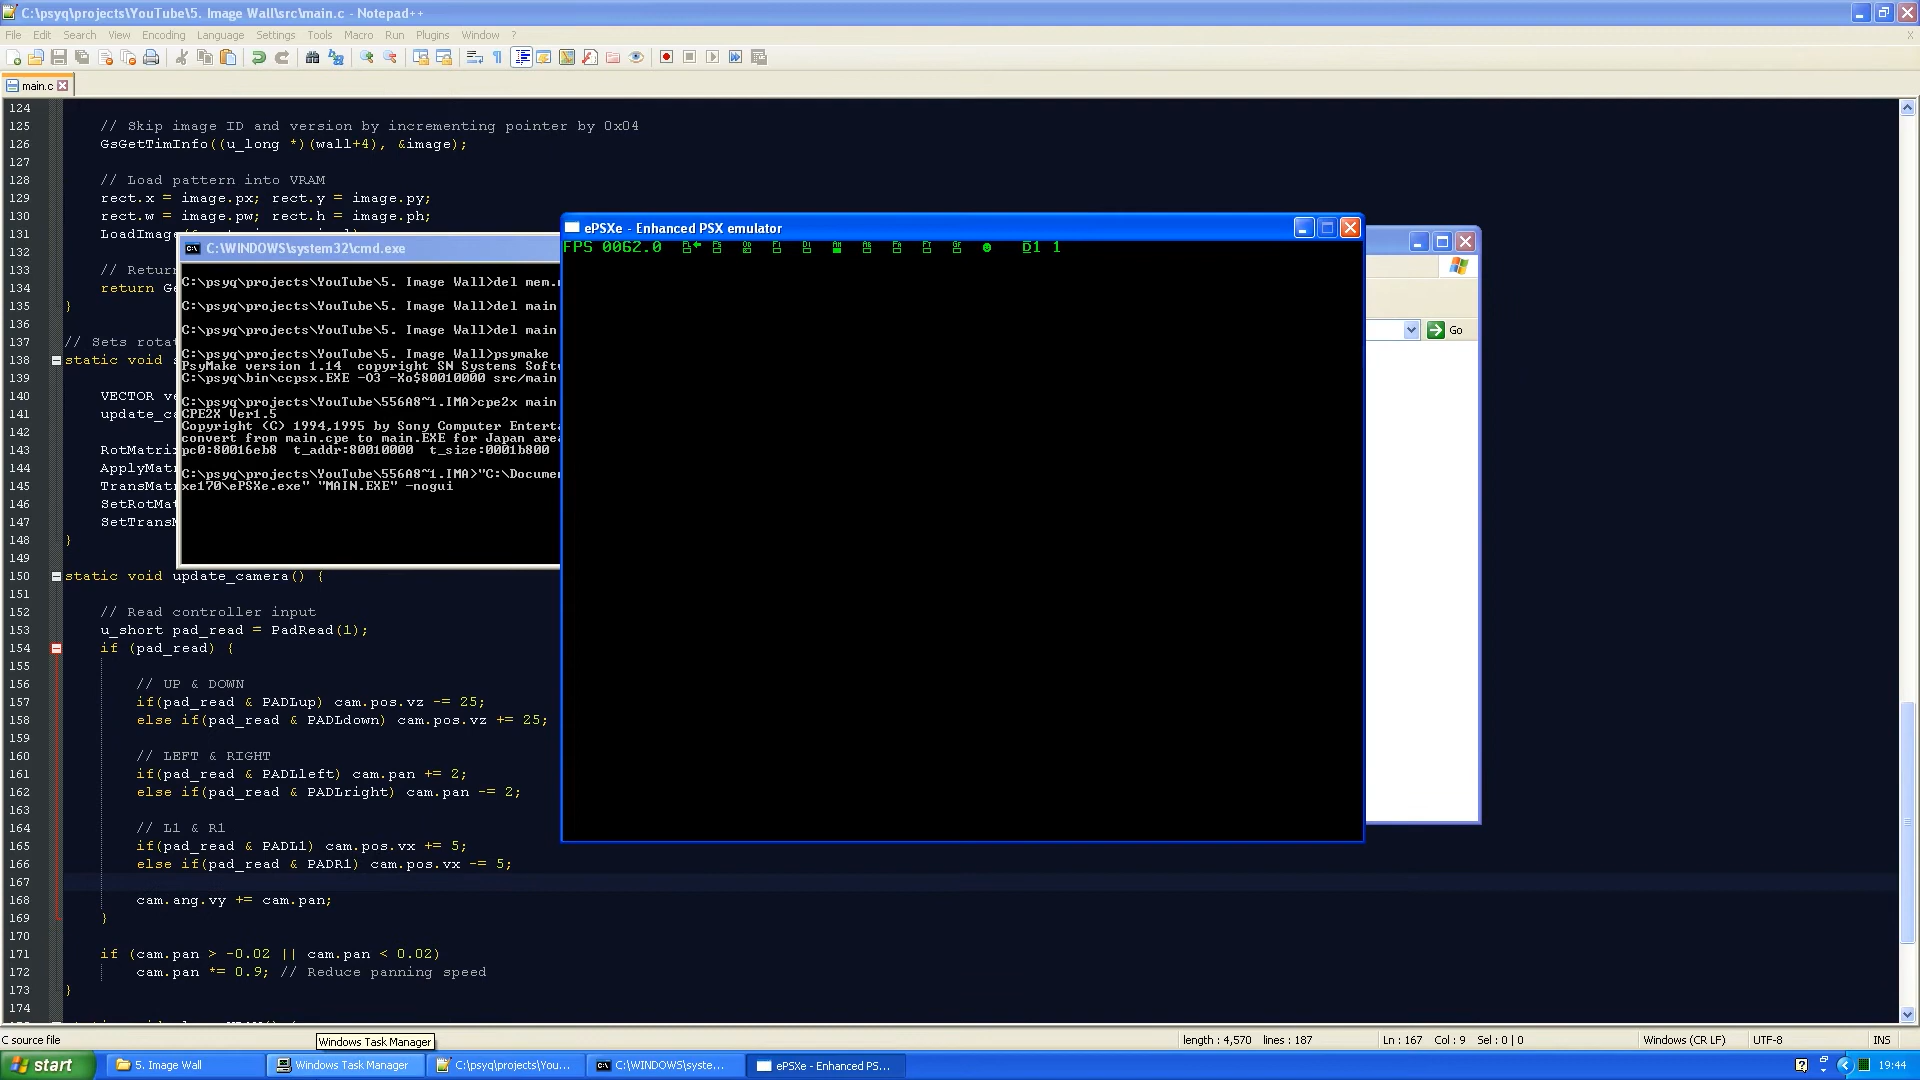 C:\psyq\projects\YouTube\5. Image Wall\src\main.c - Notepad++
File Edit Search View Encoding Language Settings Tools Macro Run Plugins Window ?
main.c
124
125 // Skip image ID and version by incrementing pointer by 0x04
126 GsGetTimInfo((u_long *)(wall+4), &image);
127
128 // Load pattern into VRAM
129 rect.x = image.px; rect.y = image.py;
130 rect.w = image.pw; rect.h = image.ph;
131 LoadImage
132
133 // Return
134 return Ge
135 }
136
137 // Sets rotat
138 static void s
139
140 VECTOR ve
141 update_ca
142
143 RotMatrix
144 ApplyMatr
145 TransMatr
146 SetRotMat
147 SetTransM
148 }
149
150 static void update_camera() {
151
152 // Read controller input
153 u_short pad_read = PadRead(1);
154 if (pad_read) {
155
156 // UP & DOWN
157 if(pad_read & PADLup) cam.pos.vz -= 25;
158 else if(pad_read & PADLdown) cam.pos.vz += 25;
159
160 // LEFT & RIGHT
161 if(pad_read & PADLleft) cam.pan += 2;
162 else if(pad_read & PADLright) cam.pan -= 2;
163
164 // L1 & R1
165 if(pad_read & PADL1) cam.pos.vx += 5;
166 else if(pad_read & PADR1) cam.pos.vx -= 5;
167
168 cam.ang.vy += cam.pan;
169 }
170
171 if (cam.pan > -0.02 || cam.pan < 0.02)
172 cam.pan *= 0.9; // Reduce panning speed
173 }
174
C:\WINDOWS\system32\cmd.exe
C:\psyq\projects\YouTube\5. Image Wall>del mem.
C:\psyq\projects\YouTube\5. Image Wall>del main
C:\psyq\projects\YouTube\5. Image Wall>del main
C:\psyq\projects\YouTube\5. Image Wall>psymake
PsyMake version 1.14 copyright SN Systems Soft
C:\psyq\bin\ccpsx.EXE -O3 -Xo$80010000 src/main
C:\psyq\projects\YouTube\556A8~1.IMA>cpe2x main
CPE2X Ver1.5
Copyright (C) 1994,1995 by Sony Computer Enterta
convert from main.cpe to main.EXE for Japan area
pc0:80016eb8 t_addr:80010000 t_size:0001b800
C:\psyq\projects\YouTube\556A8~1.IMA>"C:\Docume
xe170\ePSXe.exe" "MAIN.EXE" -nogui
ePSXe - Enhanced PSX emulator
FPS 0062.0
D1 1
Go
Windows Task Manager
C source file length : 4,570 lines : 187 Ln : 167 Col : 9 Sel : 0 | 0 Windows (CR LF) UTF-8 INS
start 5. Image Wall Windows Task Manager C:\psyq\projects\You... C:\WINDOWS\syste... ePSXe - Enhanced PS... 19:44